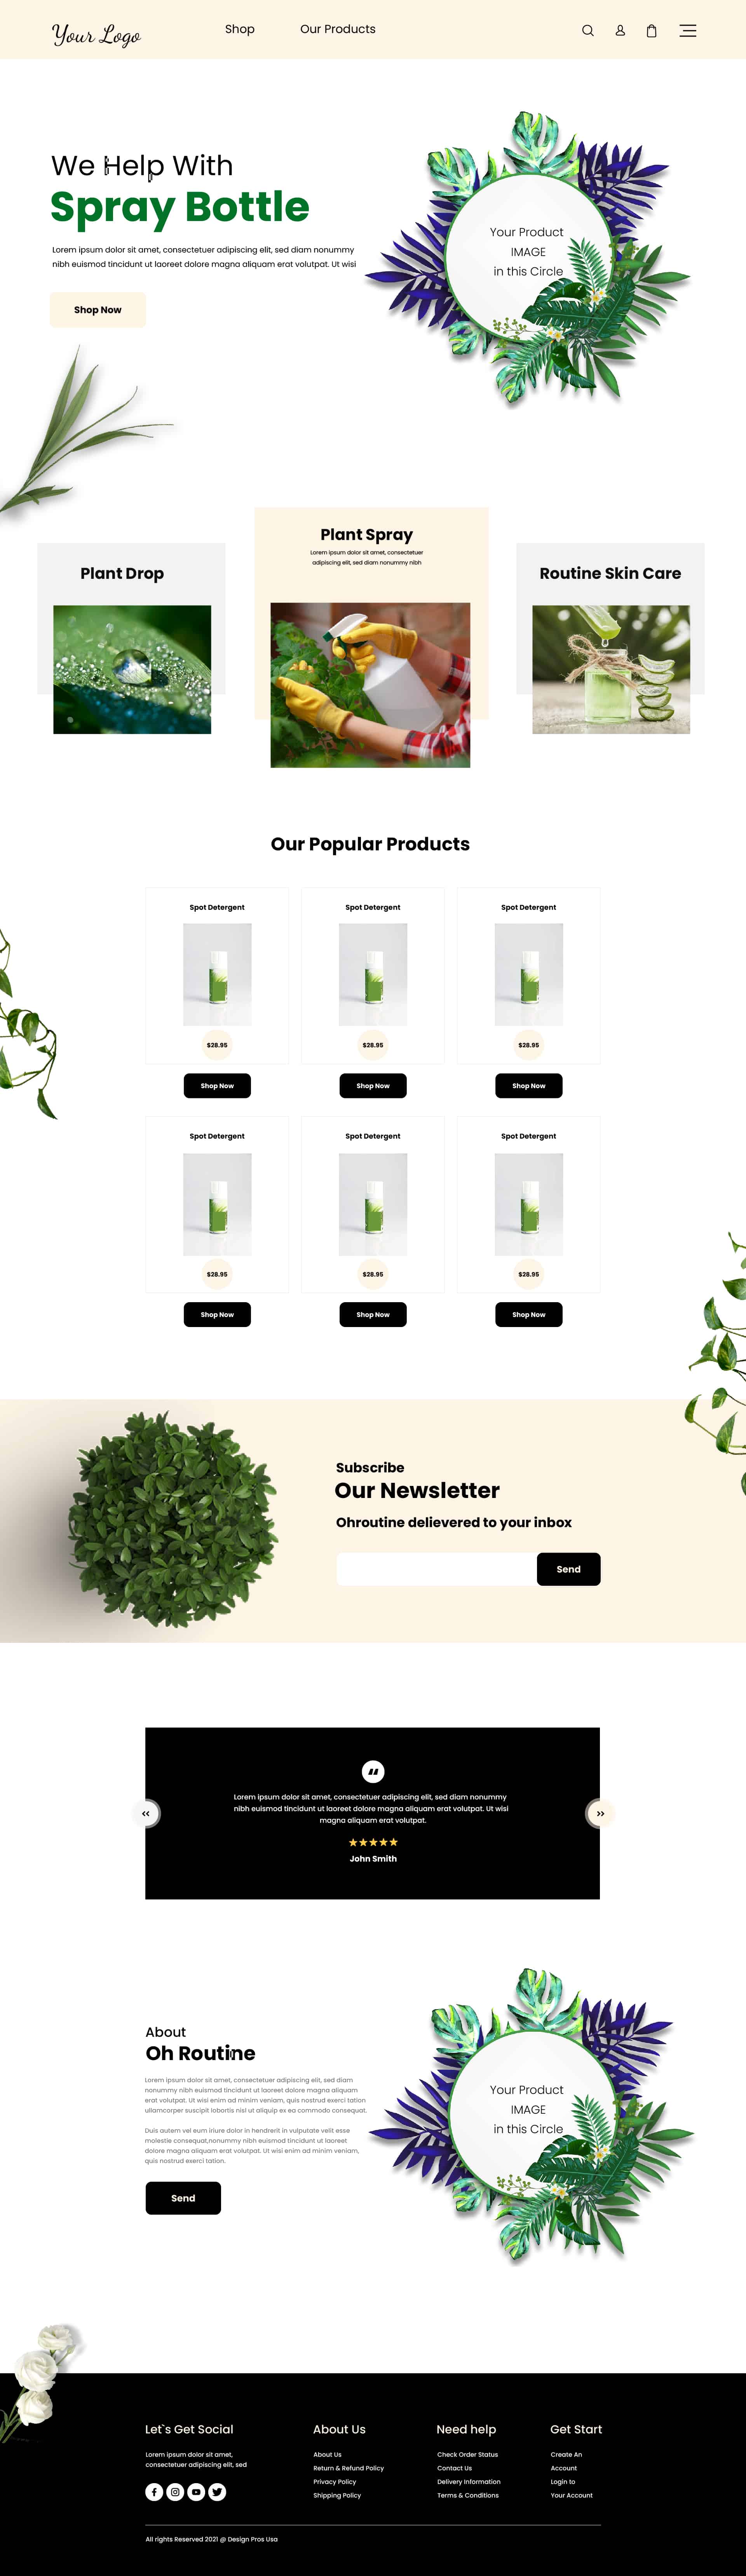 Your Logo
Shop
Our Products
We Help With
Spray Bottle
Lorem ipsum dolor sit amet, consectetuer adipiscing elit, sed diam nonummy
nibh euismod tincidunt ut laoreet dolore magna aliquam erat volutpat. Ut wisi
Shop Now
Your Product
IMAGE
in this Circle
Plant Drop
Plant Spray
Lorem ipsum dolor sit amet, consectetuer
adipiscing elit, sed diam nonummy nibh
Routine Skin Care
Our Popular Products
Spot Detergent
$28.95
Shop Now
Spot Detergent
$28.95
Shop Now
Spot Detergent
$28.95
Shop Now
Spot Detergent
$28.95
Shop Now
Spot Detergent
$28.95
Shop Now
Spot Detergent
$28.95
Shop Now
Subscribe
Our Newsletter
Ohroutine delievered to your inbox
Send
Lorem ipsum dolor sit amet, consectetuer adipiscing elit, sed diam nonummy
nibh euismod tincidunt ut laoreet dolore magna aliquam erat volutpat. Ut wisi
magna aliquam erat volutpat.
John Smith
About
Oh Routine
Lorem ipsum dolor sit amet, consectetuer adipiscing elit, sed diam
nonummy nibh euismod tincidunt ut laoreet dolore magna aliquam
erat volutpat. Ut wisi enim ad minim veniam, quis nostrud exerci tation
ullamcorper suscipit lobortis nisl ut aliquip ex ea commodo consequat.
Duis autem vel eum iriure dolor in hendrerit in vulputate velit esse
molestie consequat,nonummy nibh euismod tincidunt ut laoreet
dolore magna aliquam erat volutpat. Ut wisi enim ad minim veniam,
quis nostrud exerci tation.
Send
Your Product
IMAGE
in this Circle
Let`s Get Social
Lorem ipsum dolor sit amet,
consectetuer adipiscing elit, sed
About Us
About Us
Return & Refund Policy
Privacy Policy
Shipping Policy
Need help
Check Order Status
Contact Us
Delivery Information
Terms & Conditions
Get Start
Create An
Account
Login to
Your Account
All rights Reserved 2021 @ Design Pros Usa